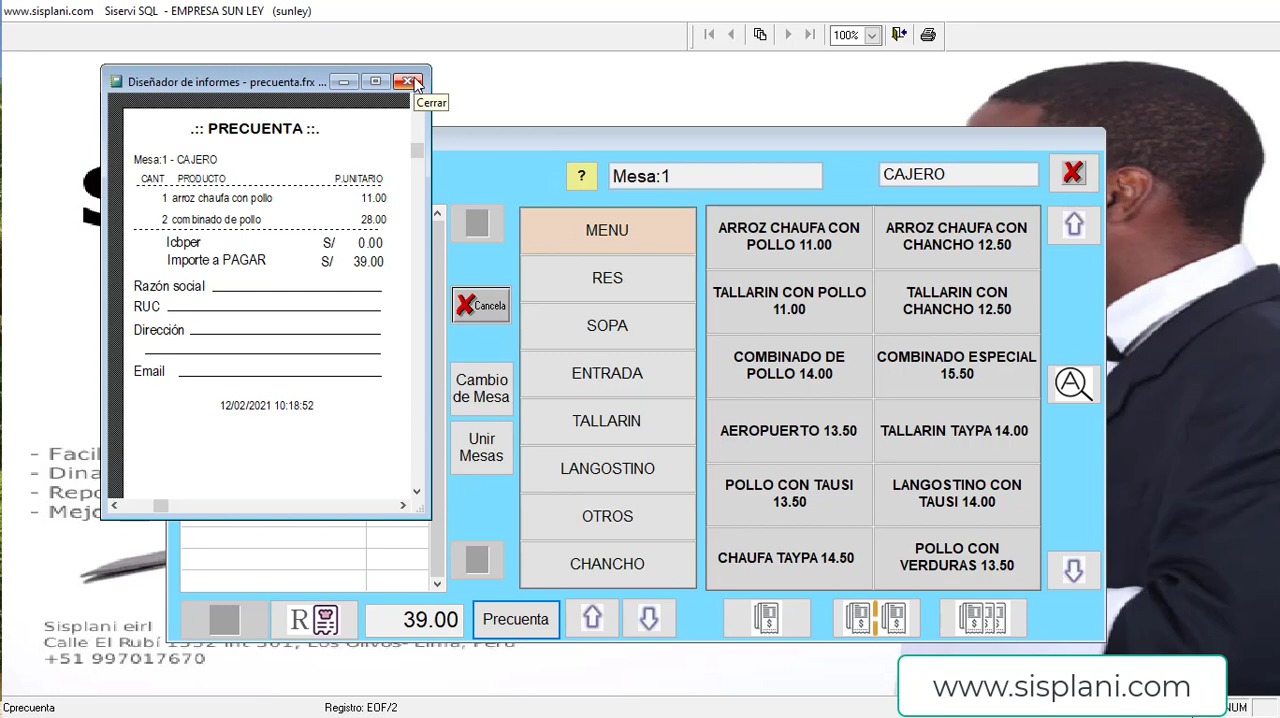 www.sisplani.com Siservi SQL - EMPRESA SUN LEY (sunley)
100%
Diseñador de informes - precuenta.frx ...
Cerrar
.:: PRECUENTA ::.
Mesa:1 - CAJERO
CANT PRODUCTO P.UNITARIO
1 arroz chaufa con pollo 11.00
2 combinado de pollo 28.00
Icbper S/ 0.00
Importe a PAGAR S/ 39.00
Razón social
RUC
Dirección
Email
12/02/2021 10:18:52
? Mesa:1 CAJERO
Cancela
Cambio
de Mesa
Unir
Mesas
MENU
RES
SOPA
ENTRADA
TALLARIN
LANGOSTINO
OTROS
CHANCHO
ARROZ CHAUFA CON
POLLO 11.00
ARROZ CHAUFA CON
CHANCHO 12.50
TALLARIN CON POLLO
11.00
TALLARIN CON
CHANCHO 12.50
COMBINADO DE
POLLO 14.00
COMBINADO ESPECIAL
15.50
AEROPUERTO 13.50
TALLARIN TAYPA 14.00
POLLO CON TAUSI
13.50
LANGOSTINO CON
TAUSI 14.00
CHAUFA TAYPA 14.50
POLLO CON
VERDURAS 13.50
R 39.00 Precuenta
- Facil
- Dina
- Repo
- Mejo
Sisplani eirl
Calle El Rubí
+51 997017670
www.sisplani.com
Cprecuenta Registro: EOF/2 NUM